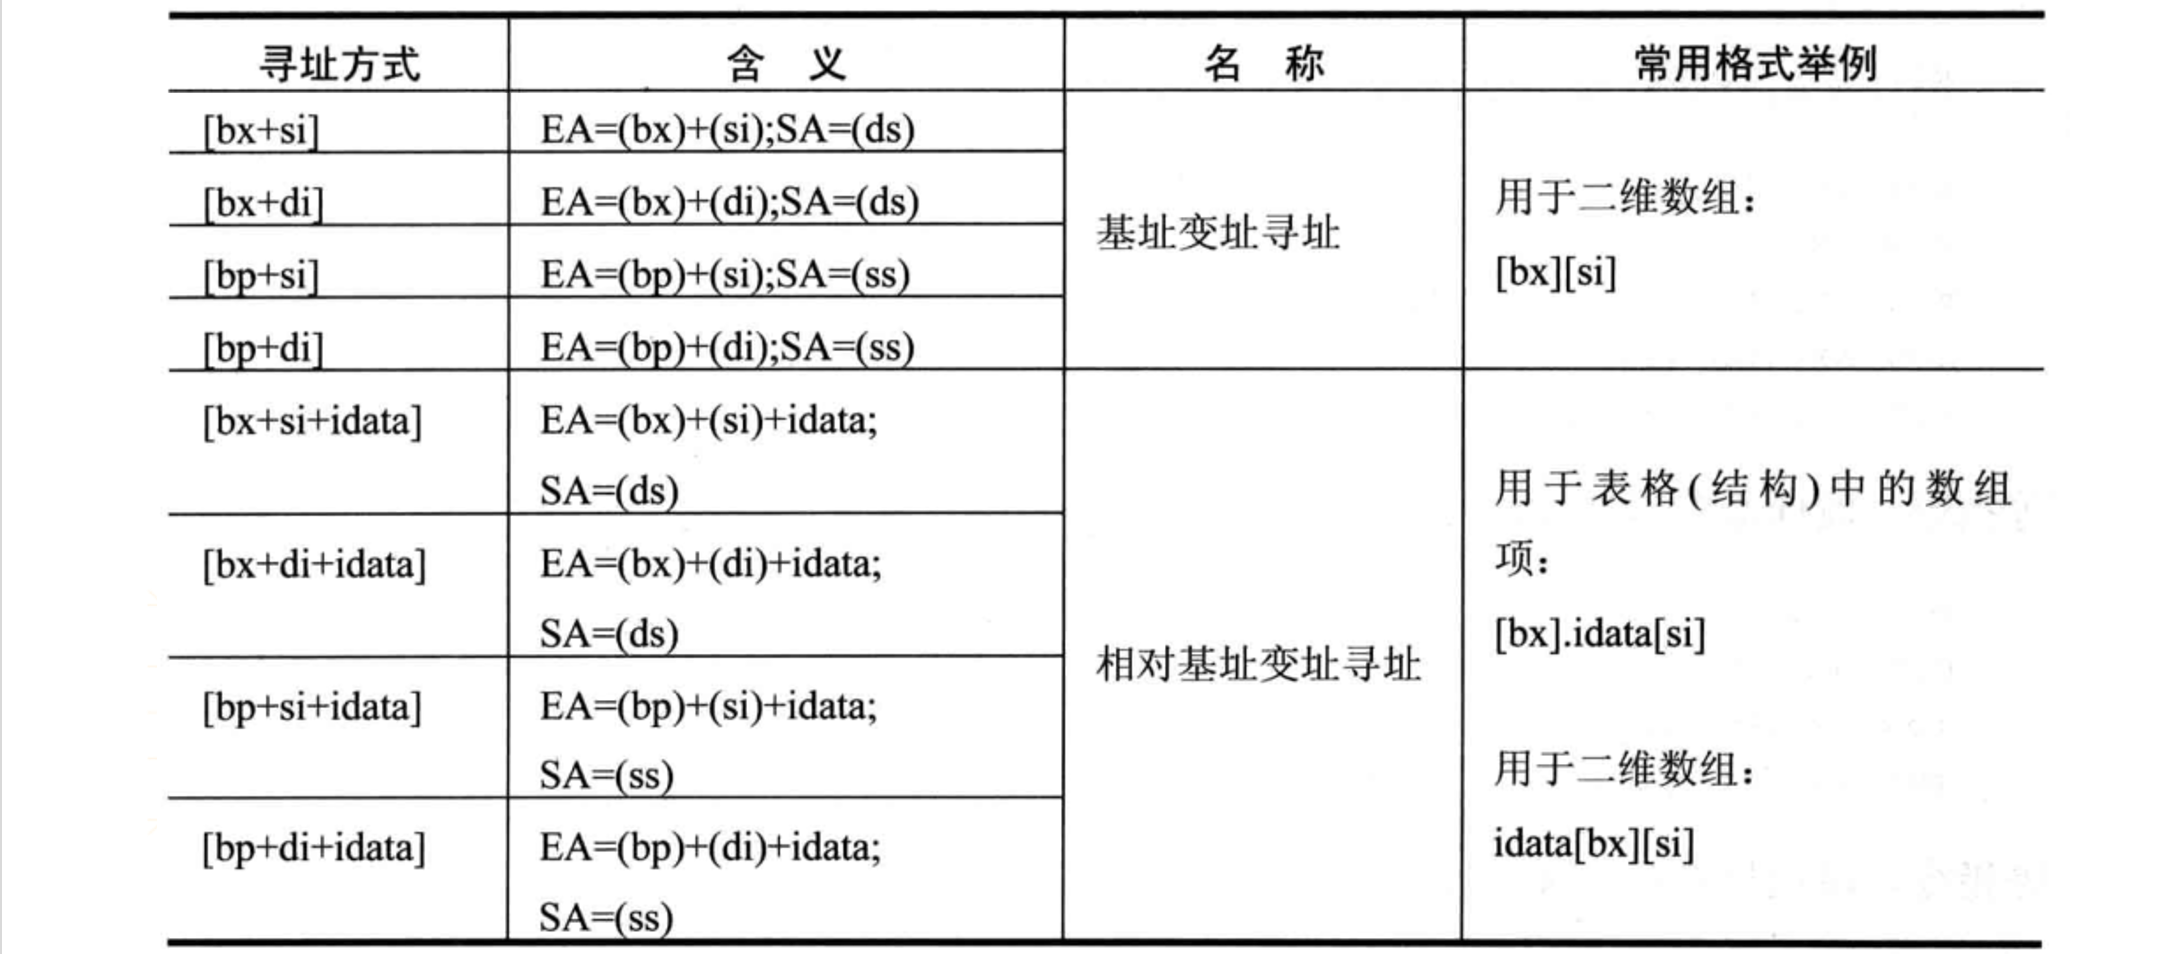 寻址方式 含 义 名 称 常用格式举例
[bx+si] EA=(bx)+(si);SA=(ds)
[bx+di] EA=(bx)+(di);SA=(ds)
[bp+si] EA=(bp)+(si);SA=(ss)
[bp+di] EA=(bp)+(di);SA=(ss)
基址变址寻址
用于二维数组：
[bx][si]
[bx+si+idata] EA=(bx)+(si)+idata;
SA=(ds)
[bx+di+idata] EA=(bx)+(di)+idata;
SA=(ds)
[bp+si+idata] EA=(bp)+(si)+idata;
SA=(ss)
[bp+di+idata] EA=(bp)+(di)+idata;
SA=(ss)
相对基址变址寻址
用于表格(结构)中的数组
项：
[bx].idata[si]
用于二维数组：
idata[bx][si]